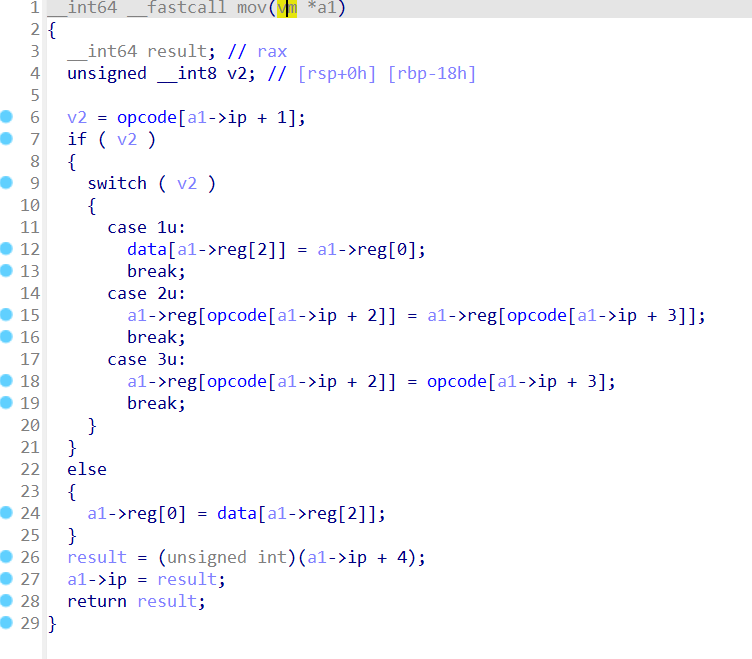 1 __int64 __fastcall mov(vm *a1)
2 {
3   __int64 result; // rax
4   unsigned __int8 v2; // [rsp+0h] [rbp-18h]
5
6   v2 = opcode[a1->ip + 1];
7   if ( v2 )
8   {
9     switch ( v2 )
10     {
11       case 1u:
12         data[a1->reg[2]] = a1->reg[0];
13         break;
14       case 2u:
15         a1->reg[opcode[a1->ip + 2]] = a1->reg[opcode[a1->ip + 3]];
16         break;
17       case 3u:
18         a1->reg[opcode[a1->ip + 2]] = opcode[a1->ip + 3];
19         break;
20     }
21   }
22   else
23   {
24     a1->reg[0] = data[a1->reg[2]];
25   }
26   result = (unsigned int)(a1->ip + 4);
27   a1->ip = result;
28   return result;
29 }